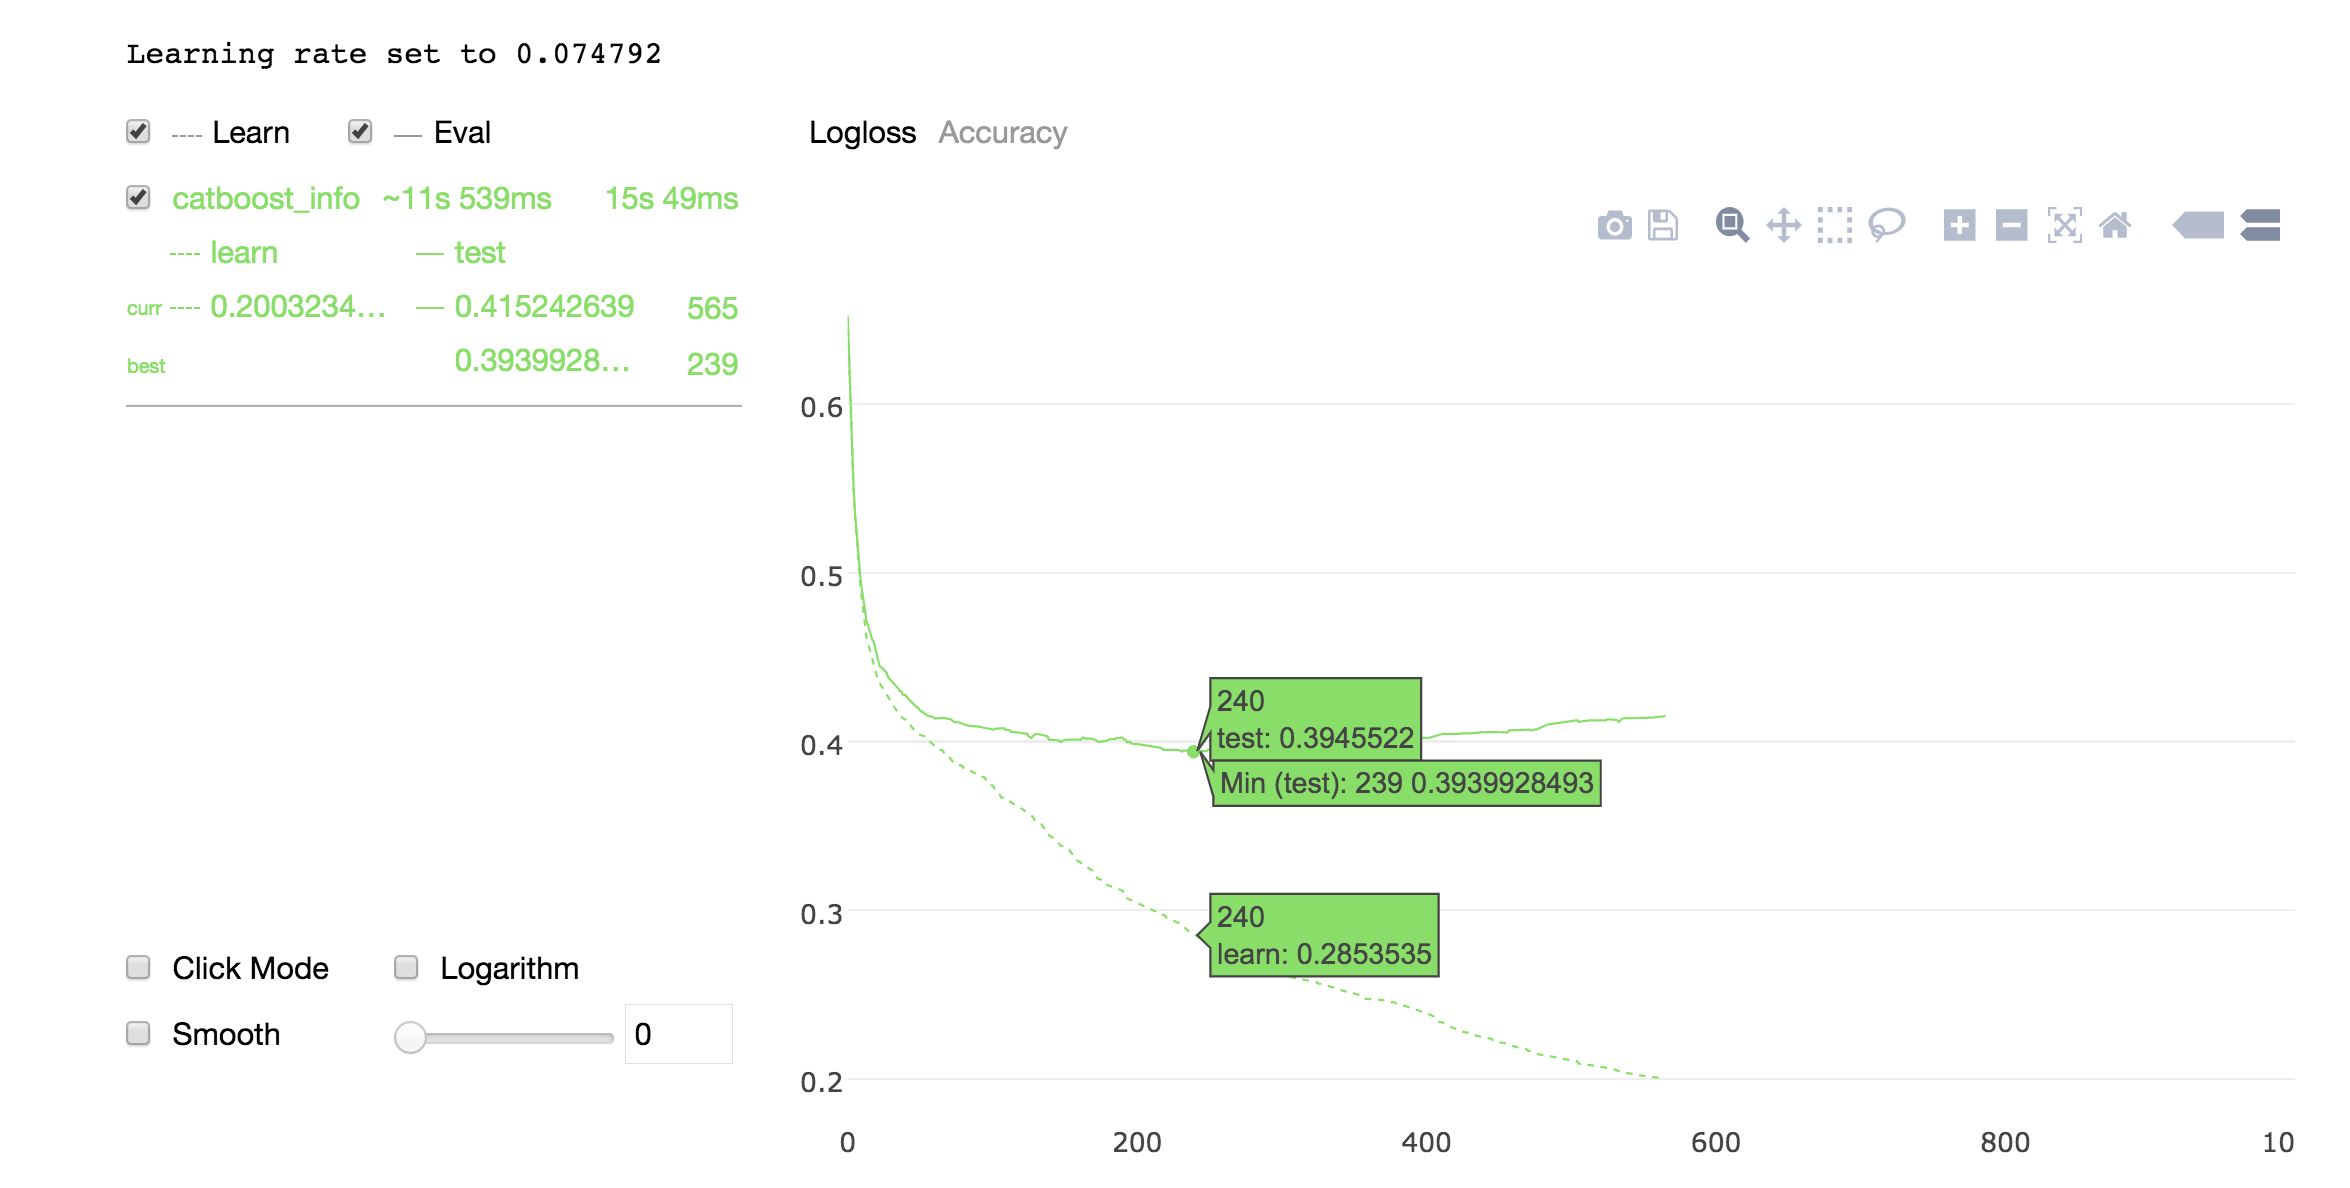 Learning rate set to 0.074792
Learn Eval
catboost_info ~11s 539ms 15s 49ms
learn test
curr 0.2003234... 0.415242639 565
best 0.3939928... 239
Click Mode Logarithm
Smooth 0
Logloss Accuracy
0.6
0.5
0.4
0.3
0.2
240
test: 0.3945522
Min (test): 239 0.3939928493
240
learn: 0.2853535
0 200 400 600 800 10